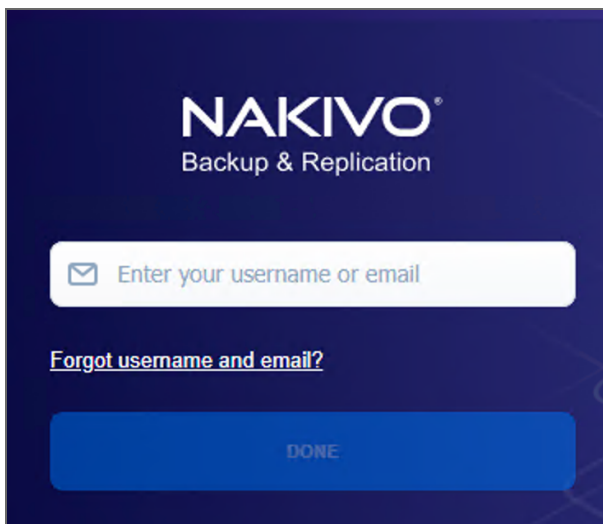 NAKIVO®
Backup & Replication
Enter your username or email
Forgot username and email?
DONE